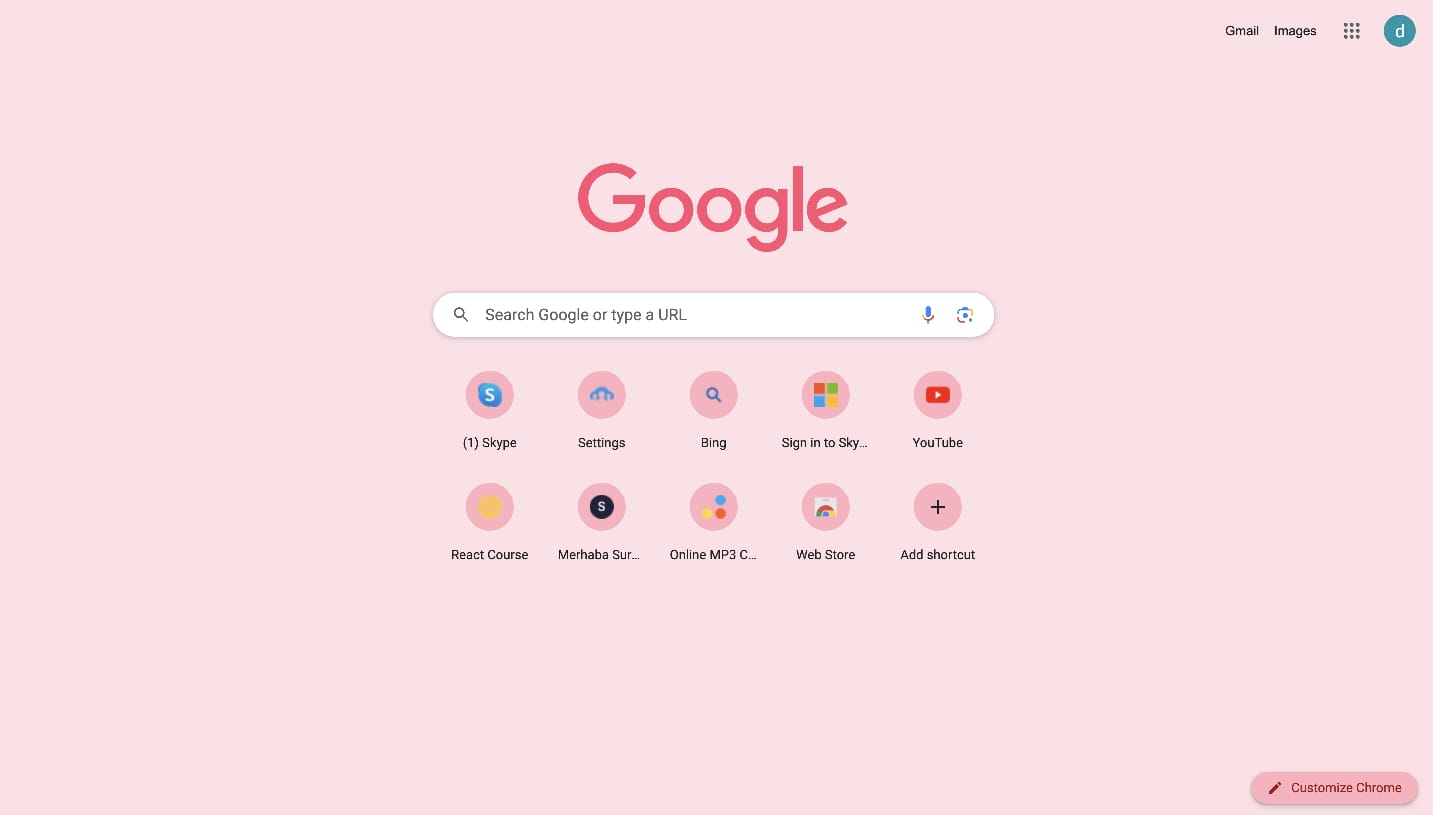 Gmail Images
d
Google
Search Google or type a URL
S
(1) Skype Settings Bing Sign in to Sky... YouTube
S
React Course Merhaba Sur... Online MP3 C... Web Store Add shortcut
Customize Chrome